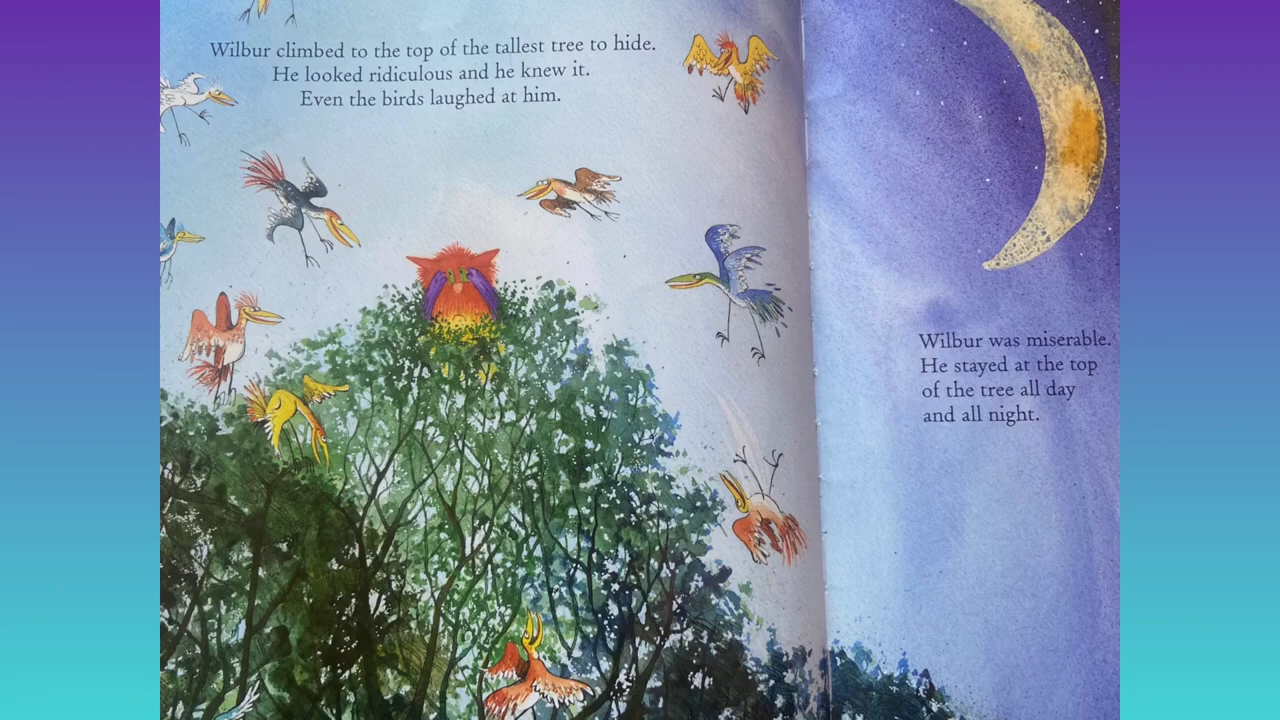 Wilbur climbed to the top of the tallest tree to hide.
He looked ridiculous and he knew it.
Even the birds laughed at him.
Wilbur was miserable.
He stayed at the top
of the tree all day
and all night.